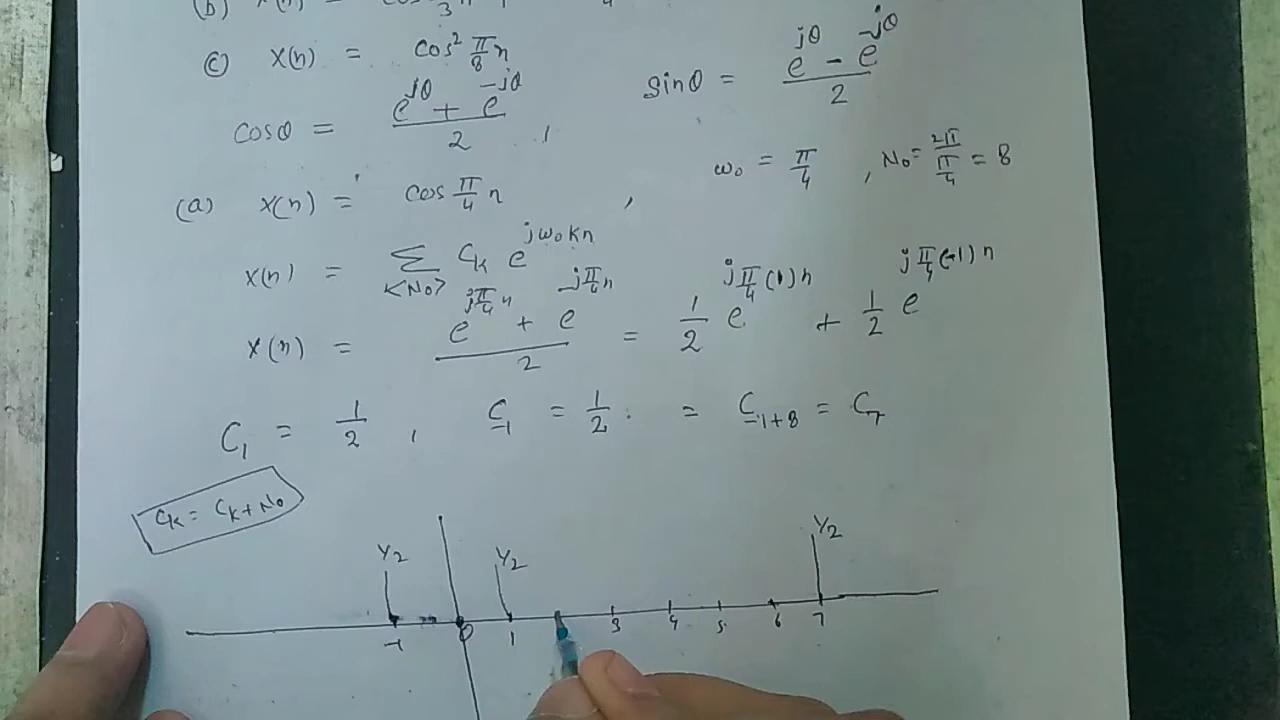 (b) x(n) =
(c) x(n) = cos² π/8 n
cosθ = (e^jθ + e^-jθ)/2 , sinθ = (e^jθ - e^-jθ)/2
(a) x(n) = cos π/4 n , ω₀ = π/4 , N₀ = 2π/(π/4) = 8
x(n) = Σ_<N₀> C_k e^jω₀kn
x(n) = (e^jπ/4 n + e^-jπ/4 n)/2 = 1/2 e^jπ/4(1)n + 1/2 e^jπ/4(-1)n
C₁ = 1/2 , C₋₁ = 1/2 . = C₋₁₊₈ = C₇
C_k = C_k+N₀
1/2 1/2 1/2
-1 0 1 3 4 5 6 7